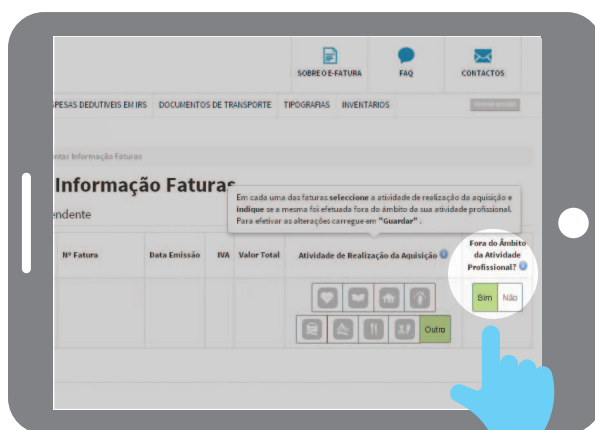 SOBRE O E-FATURA
FAQ
CONTACTOS
PESAS DEDUTIVEIS EM IRS DOCUMENTOS DE TRANSPORTE TIPOGRAFIAS INVENTARIOS
ntar Informação Faturas
Informação Faturas
endente
Em cada uma das faturas seleccione a atividade de realização da aquisição e
indique se a mesma foi efetuada fora do âmbito da sua atividade profissional.
Para efetivar as alterações carregue em "Guardar" .
Nº Fatura Data Emissão IVA Valor Total Atividade de Realização da Aquisição
Fora do Âmbito
da Atividade
Profissional?
Sim Não
Outro